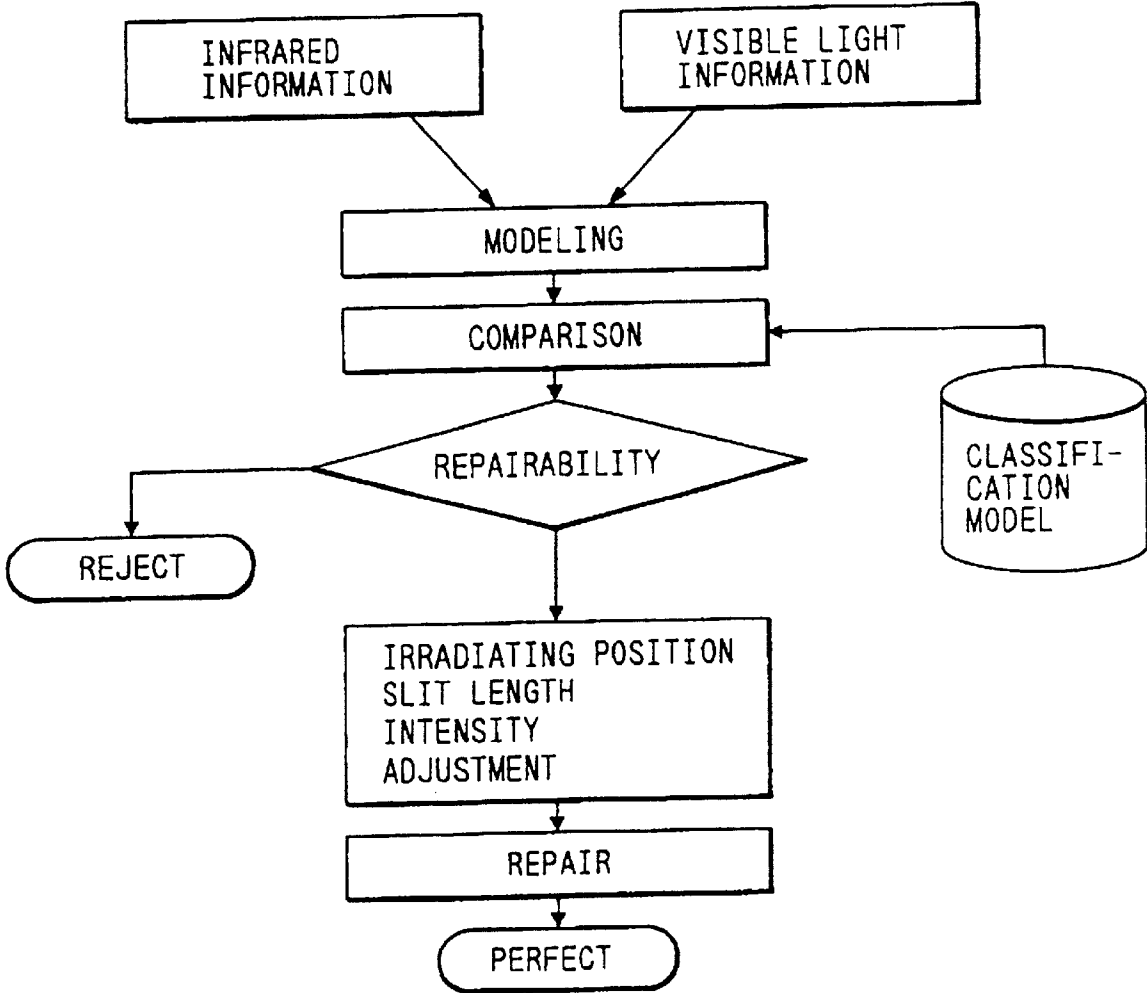 INFRARED
INFORMATION
VISIBLE LIGHT
INFORMATION
MODELING
COMPARISON
REPAIRABILITY
CLASSIFI-
CATION
MODEL
REJECT
IRRADIATING POSITION
SLIT LENGTH
INTENSITY
ADJUSTMENT
REPAIR
PERFECT